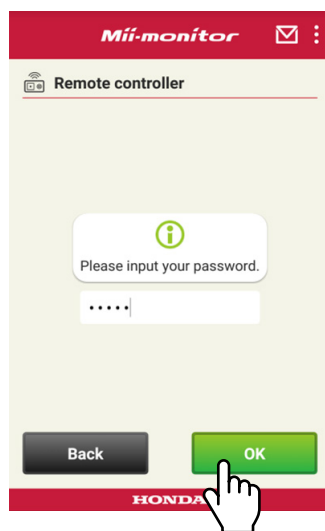 Mii-monitor
Remote controller
Please input your password.
•••••
Back
OK
HONDA